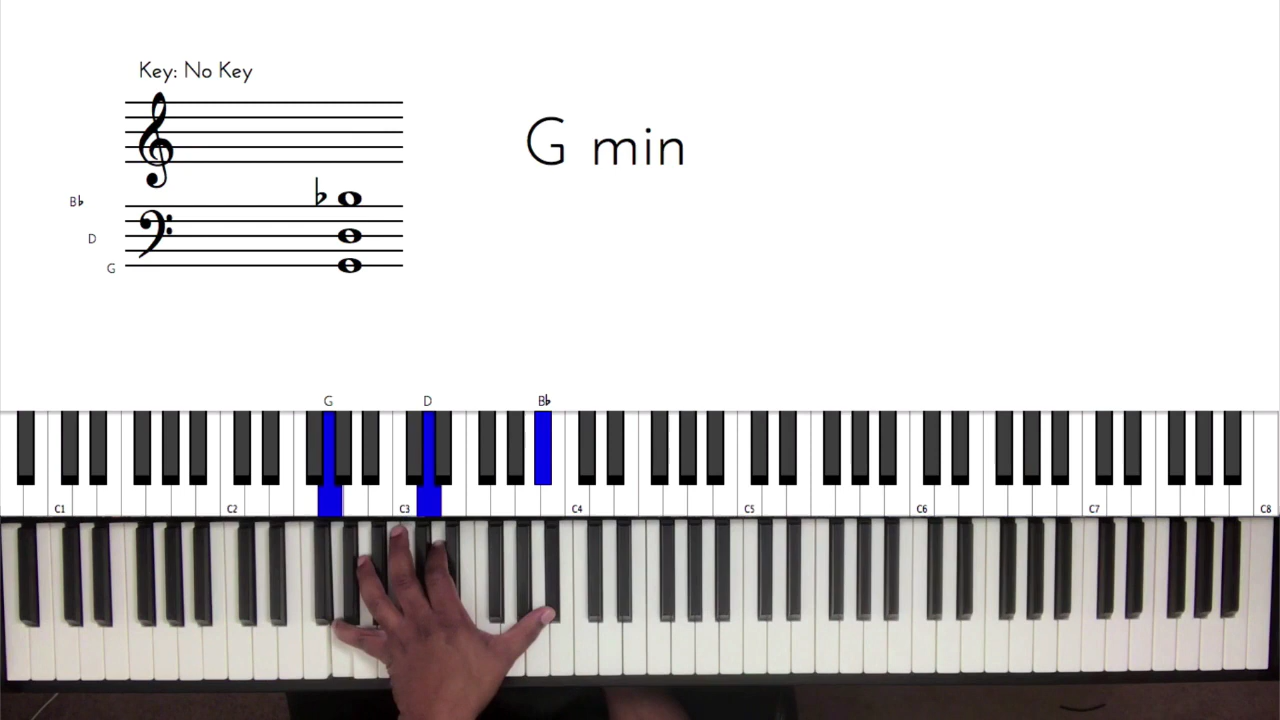 Key: No Key
G min
B♭
D
G
G D B♭
C1 C2 C3 C4 C5 C6 C7 C8